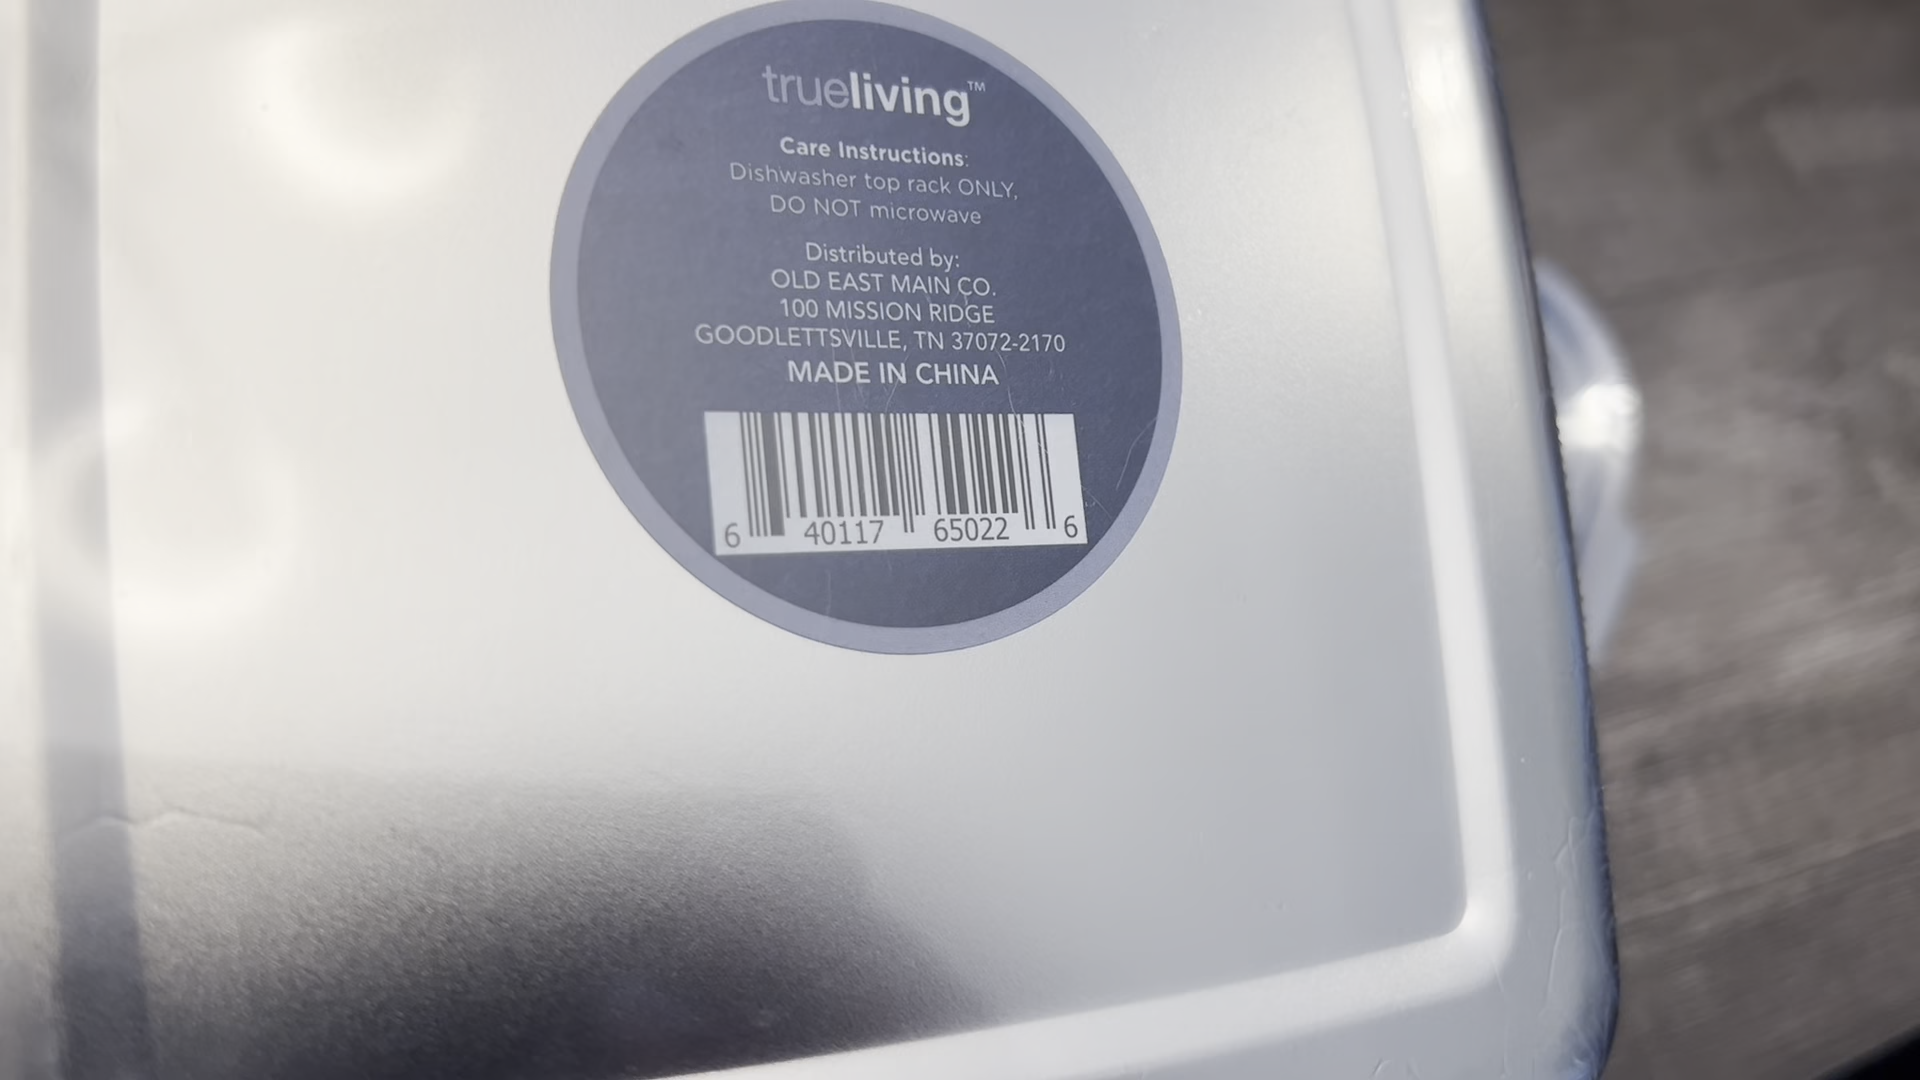 trueliving™
Care Instructions:
Dishwasher top rack ONLY,
DO NOT microwave
Distributed by:
OLD EAST MAIN CO.
100 MISSION RIDGE
GOODLETTSVILLE, TN 37072-2170
MADE IN CHINA
6 40117 65022 6